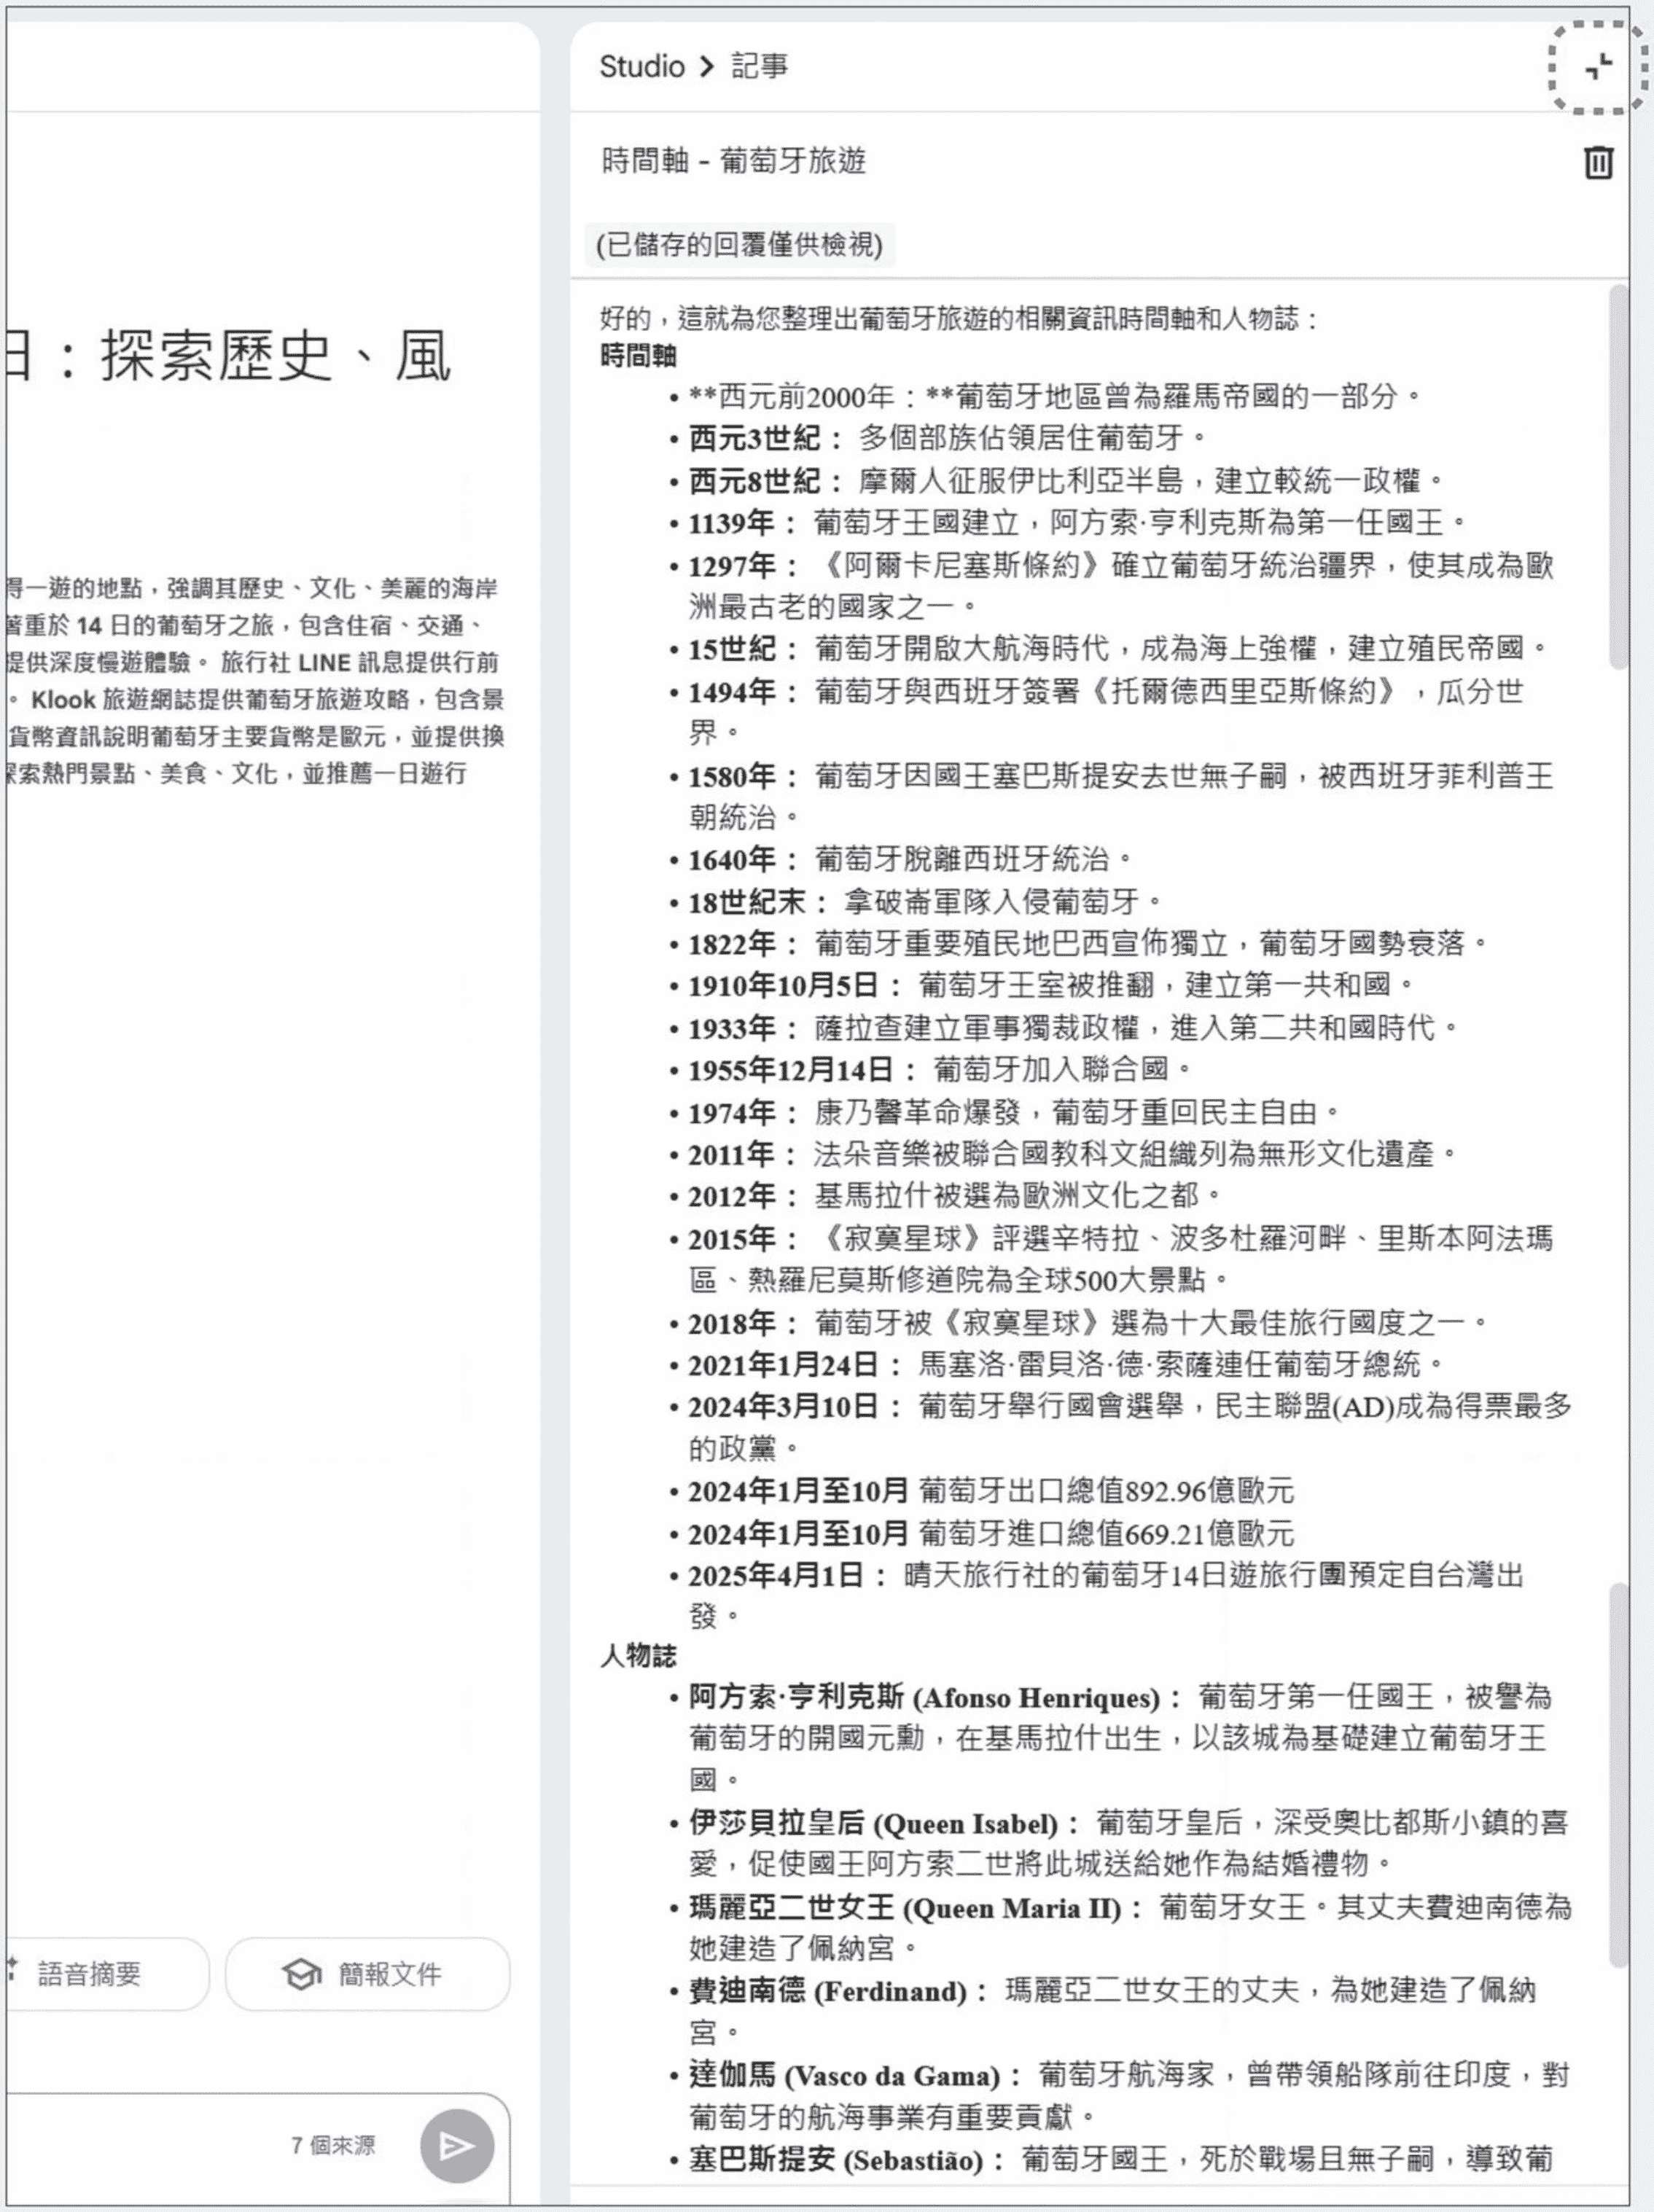 Studio > 記事
時間軸 - 葡萄牙旅遊
(已儲存的回覆僅供檢視)
日：探索歷史、風
得一遊的地點，強調其歷史、文化、美麗的海岸
著重於 14 日的葡萄牙之旅，包含住宿、交通、
提供深度慢遊體驗。 旅行社 LINE 訊息提供行前
。 Klook 旅遊網誌提供葡萄牙旅遊攻略，包含景
貨幣資訊說明葡萄牙主要貨幣是歐元，並提供換
探索熱門景點、美食、文化，並推薦一日遊行
語音摘要
簡報文件
7 個來源
好的，這就為您整理出葡萄牙旅遊的相關資訊時間軸和人物誌：
時間軸
• **西元前2000年：**葡萄牙地區曾為羅馬帝國的一部分。
• 西元3世紀： 多個部族佔領居住葡萄牙。
• 西元8世紀： 摩爾人征服伊比利亞半島，建立較統一政權。
• 1139年： 葡萄牙王國建立，阿方索·亨利克斯為第一任國王。
• 1297年： 《阿爾卡尼塞斯條約》確立葡萄牙統治疆界，使其成為歐
洲最古老的國家之一。
• 15世紀： 葡萄牙開啟大航海時代，成為海上強權，建立殖民帝國。
• 1494年： 葡萄牙與西班牙簽署《托爾德西里亞斯條約》，瓜分世
界。
• 1580年： 葡萄牙因國王塞巴斯提安去世無子嗣，被西班牙菲利普王
朝統治。
• 1640年： 葡萄牙脫離西班牙統治。
• 18世紀末： 拿破崙軍隊入侵葡萄牙。
• 1822年： 葡萄牙重要殖民地巴西宣佈獨立，葡萄牙國勢衰落。
• 1910年10月5日： 葡萄牙王室被推翻，建立第一共和國。
• 1933年： 薩拉查建立軍事獨裁政權，進入第二共和國時代。
• 1955年12月14日： 葡萄牙加入聯合國。
• 1974年： 康乃馨革命爆發，葡萄牙重回民主自由。
• 2011年： 法朵音樂被聯合國教科文組織列為無形文化遺產。
• 2012年： 基馬拉什被選為歐洲文化之都。
• 2015年： 《寂寞星球》評選辛特拉、波多杜羅河畔、里斯本阿法瑪
區、熱羅尼莫斯修道院為全球500大景點。
• 2018年： 葡萄牙被《寂寞星球》選為十大最佳旅行國度之一。
• 2021年1月24日： 馬塞洛·雷貝洛·德·索薩連任葡萄牙總統。
• 2024年3月10日： 葡萄牙舉行國會選舉，民主聯盟(AD)成為得票最多
的政黨。
• 2024年1月至10月 葡萄牙出口總值892.96億歐元
• 2024年1月至10月 葡萄牙進口總值669.21億歐元
• 2025年4月1日： 晴天旅行社的葡萄牙14日遊旅行團預定自台灣出
發。
人物誌
• 阿方索·亨利克斯 (Afonso Henriques)： 葡萄牙第一任國王，被譽為
葡萄牙的開國元勳，在基馬拉什出生，以該城為基礎建立葡萄牙王
國。
• 伊莎貝拉皇后 (Queen Isabel)： 葡萄牙皇后，深受奧比都斯小鎮的喜
愛，促使國王阿方索二世將此城送給她作為結婚禮物。
• 瑪麗亞二世女王 (Queen Maria II)： 葡萄牙女王。其丈夫費迪南德為
她建造了佩納宮。
• 費迪南德 (Ferdinand)： 瑪麗亞二世女王的丈夫，為她建造了佩納
宮。
• 達伽馬 (Vasco da Gama)： 葡萄牙航海家，曾帶領船隊前往印度，對
葡萄牙的航海事業有重要貢獻。
• 塞巴斯提安 (Sebastião)： 葡萄牙國王，死於戰場且無子嗣，導致葡